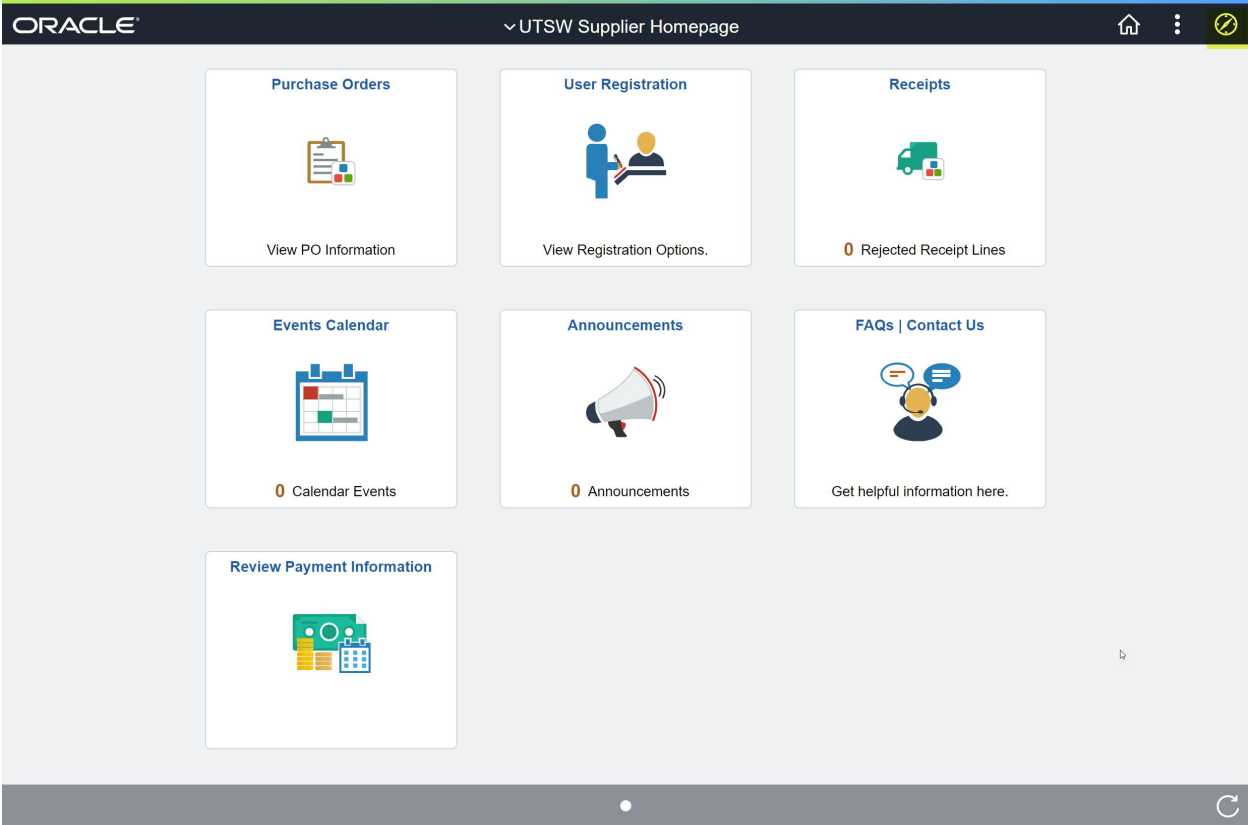 ORACLE
UTSW Supplier Homepage
Purchase Orders
View PO Information
User Registration
View Registration Options.
Receipts
0 Rejected Receipt Lines
Events Calendar
0 Calendar Events
Announcements
0 Announcements
FAQs | Contact Us
Get helpful information here.
Review Payment Information